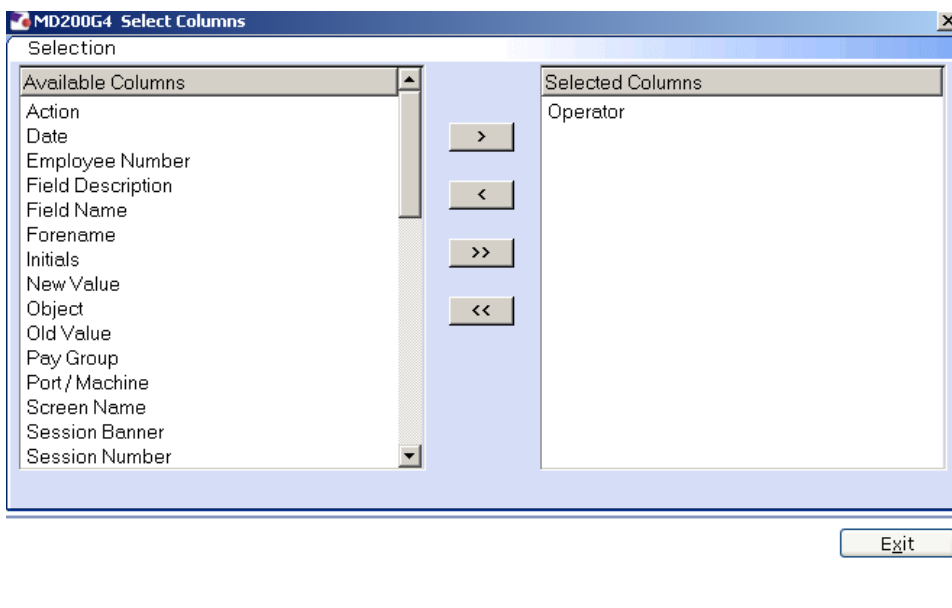 MD200G4 Select Columns
Selection
Available Columns
Action
Date
Employee Number
Field Description
Field Name
Forename
Initials
New Value
Object
Old Value
Pay Group
Port / Machine
Screen Name
Session Banner
Session Number
>
<
>>
<<
Selected Columns
Operator
Exit